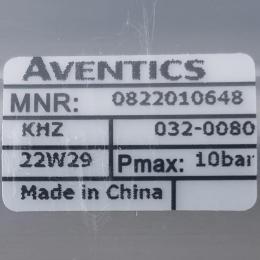 AVENTICS
MNR: 0822010648
KHZ 032-0080
22W29 Pmax: 10bar
Made in China